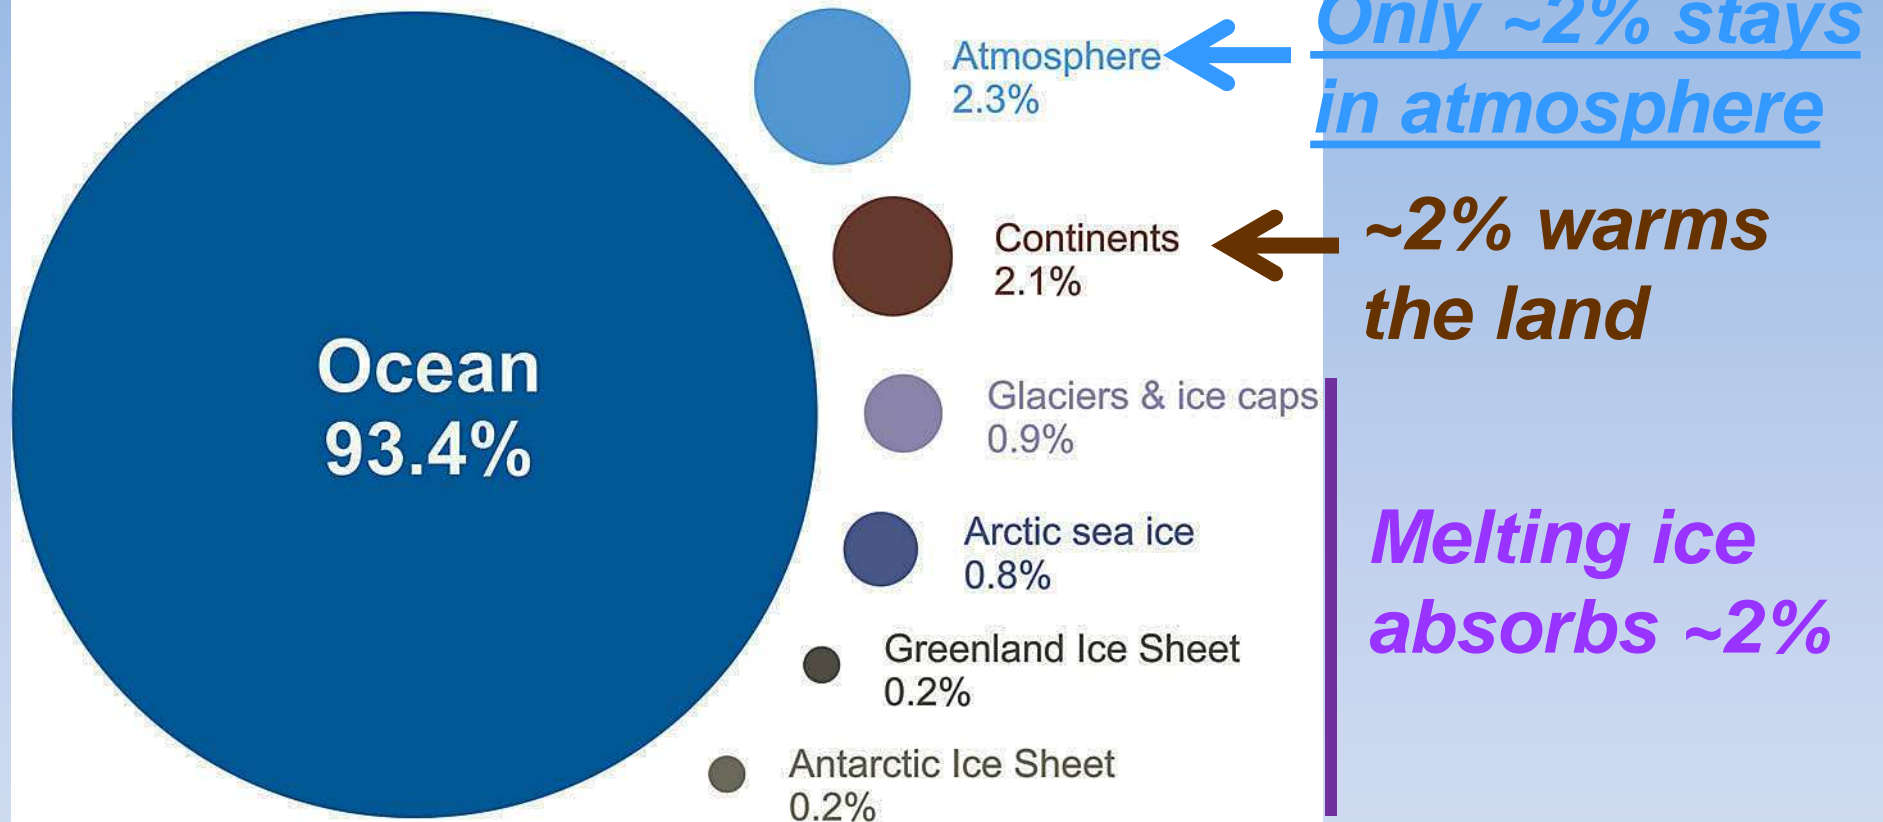 Only ~2% stays
in atmosphere
Atmosphere
2.3%
~2% warms
the land
Continents
2.1%
Ocean
93.4%
Glaciers & ice caps
0.9%
Melting ice
absorbs ~2%
Arctic sea ice
0.8%
Greenland Ice Sheet
0.2%
Antarctic Ice Sheet
0.2%